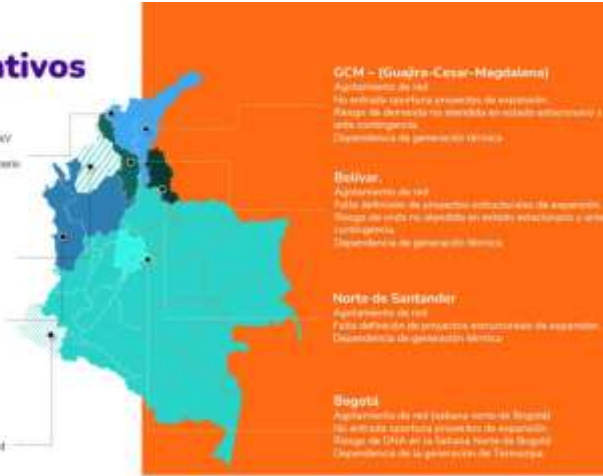 ntivos
GCM – (Guajira-Cesar-Magdalena)
Agotamiento de red
No entrada oportuna proyectos de expansión.
Riesgo de demanda no atendida en estado estacionario y
ante contingencia.
Dependencia de generación térmica
Bolívar.
Agotamiento de red
Falta definición de proyectos estructurales de expansión.
Riesgo de no atendida en estado estacionario y ante
contingencia.
Dependencia de generación térmica
Norte de Santander
Agotamiento de red
Falta definición de proyectos estructurales de expansión.
Dependencia de generación térmica
Bogotá
Agotamiento de red (sabana norte de Bogotá)
No entrada oportuna proyectos de expansión.
Riesgo de DNA en la Sabana Norte de Bogotá
Dependencia de la generación de Termozipa.